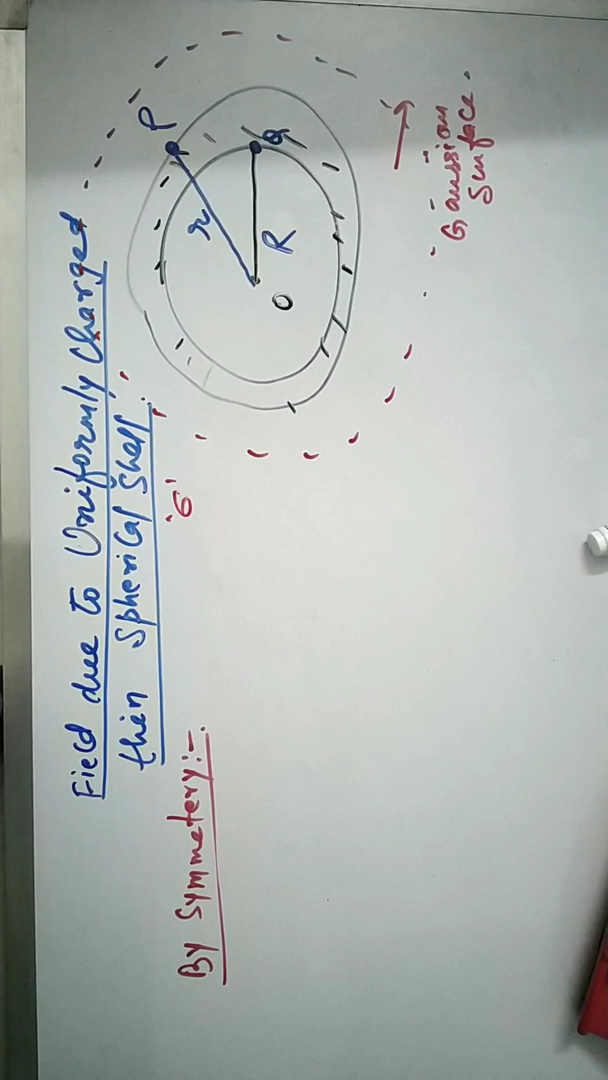 Field due to Uniformly Charged
thin Spherical Shell:
'G'
P
r
Q
R
O
Gaussian
Surface.
By Symmetery:-